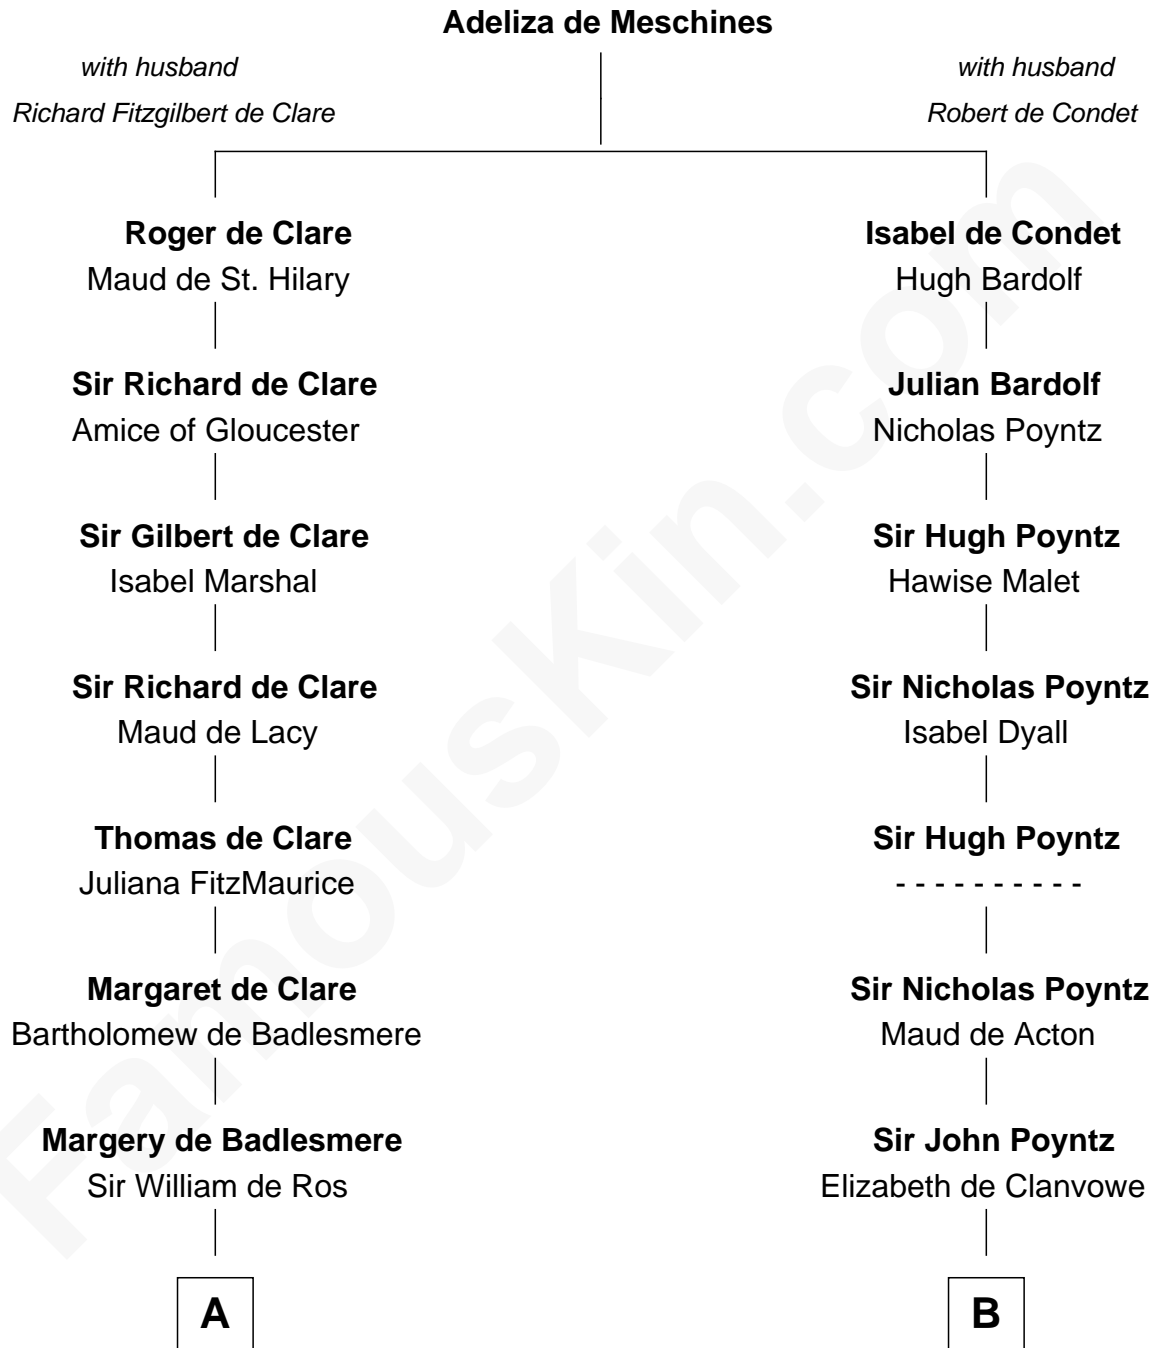 Adeliza de Meschines
with husband
Richard Fitzgilbert de Clare
with husband
Robert de Condet
Roger de Clare
Maud de St. Hilary
Isabel de Condet
Hugh Bardolf
Sir Richard de Clare
Amice of Gloucester
Julian Bardolf
Nicholas Poyntz
Sir Gilbert de Clare
Isabel Marshal
Sir Hugh Poyntz
Hawise Malet
Sir Richard de Clare
Maud de Lacy
Sir Nicholas Poyntz
Isabel Dyall
Thomas de Clare
Juliana FitzMaurice
Sir Hugh Poyntz
- - - - - - - - - -
Margaret de Clare
Bartholomew de Badlesmere
Sir Nicholas Poyntz
Maud de Acton
Margery de Badlesmere
Sir William de Ros
Sir John Poyntz
Elizabeth de Clanvowe
A
B
FamousKin.com